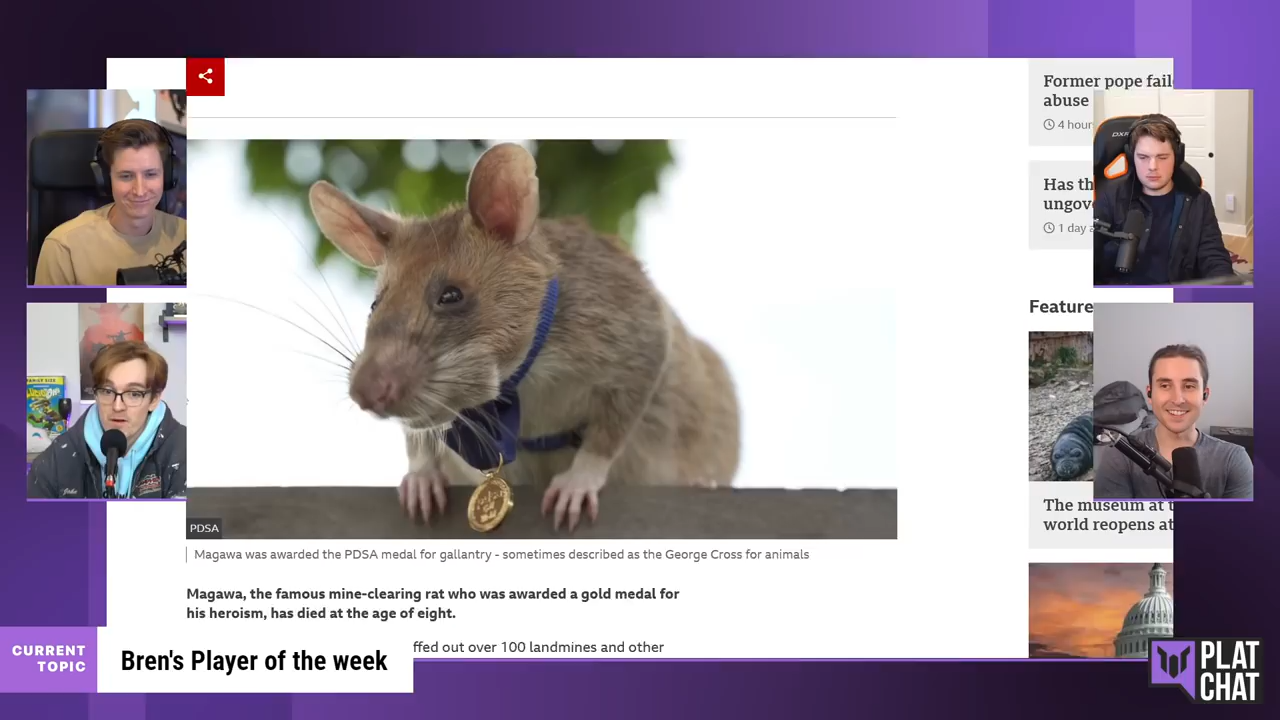 Former pope fail
abuse
4 hour
Has th
ungov
1 day a
Feature
PDSA
Magawa was awarded the PDSA medal for gallantry - sometimes described as the George Cross for animals
The museum at t
world reopens at
Magawa, the famous mine-clearing rat who was awarded a gold medal for
his heroism, has died at the age of eight.
ffed out over 100 landmines and other
CURRENT
TOPIC
Bren's Player of the week
PLAT
CHAT